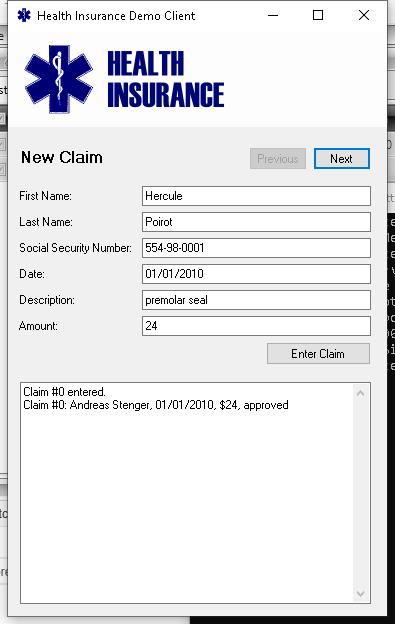 Health Insurance Demo Client
HEALTH
INSURANCE
New Claim
Previous
Next
First Name: Hercule
Last Name: Poirot
Social Security Number: 554-98-0001
Date: 01/01/2010
Description: premolar seal
Amount: 24
Enter Claim
Claim #0 entered.
Claim #0: Andreas Stenger, 01/01/2010, $24, approved